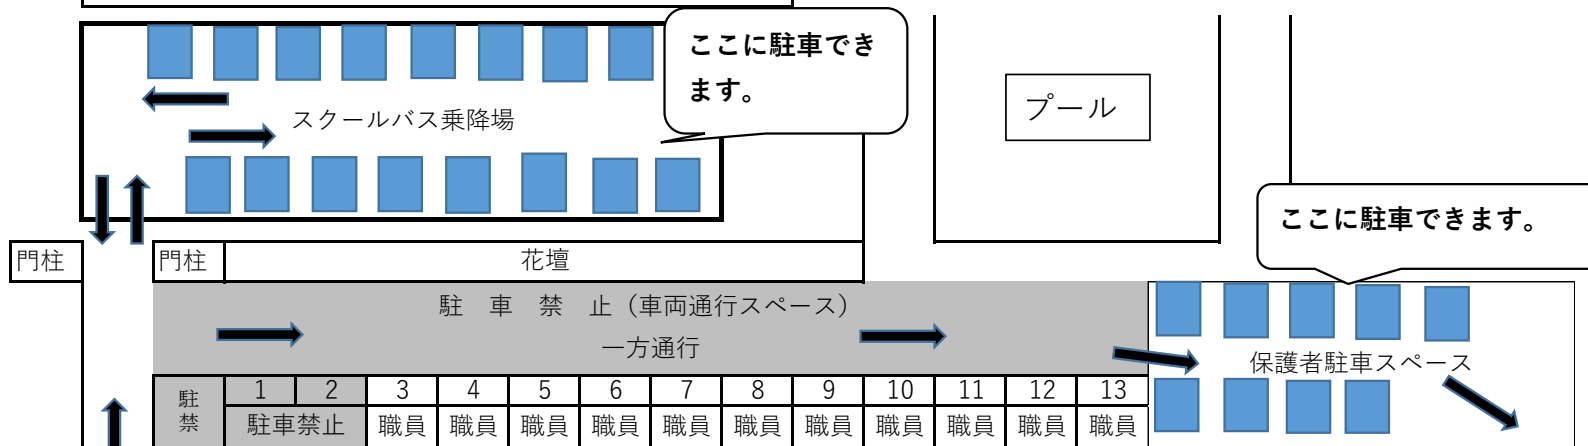 ここに駐車でき
ます。
スクールバス乗降場
プール
ここに駐車できます。
門柱 門柱 花壇
駐 車 禁 止（車両通行スペース）
一方通行
保護者駐車スペース
駐
禁
1 2 3 4 5 6 7 8 9 10 11 12 13
駐車禁止 職員 職員 職員 職員 職員 職員 職員 職員 職員 職員 職員